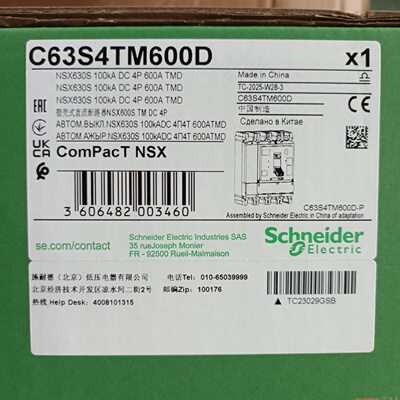 C63S4TM600D x1
NSX630S 100kA DC 4P 600A TMD
NSX630S 100kA DC 4P 600A TMD
NSX630S 100kA DC 4P 600A TMD
塑壳式直流断路器NSX600S TM DC 4P
АВТОМ.ВЫКЛ.NSX630S 100kADC 4П4Т 600АTMD
АВТОМ.АЖЫР.NSX630S 100kADC 4П4Т 600АTMD
ComPacT NSX
Made in China
TC-2025-W28-3
C63S4TM600D
中国制造
Сделано в Китае
EAC
UK
CA
3 606482 003460
C63S4TM600D-P
Assembled by Schneider Electric in China of adaptation
se.com/contact
Schneider Electric Industries SAS
35 rueJoseph Monier
FR - 92500 Rueil-Malmaison
Schneider
Electric
施耐德（北京）低压电器有限公司 电话Tel: 010-65039999
北京经济技术开发区凉水河二街2号 邮编Zip: 100176
热线 Help Desk: 4008101315
▲ TC23029GSB